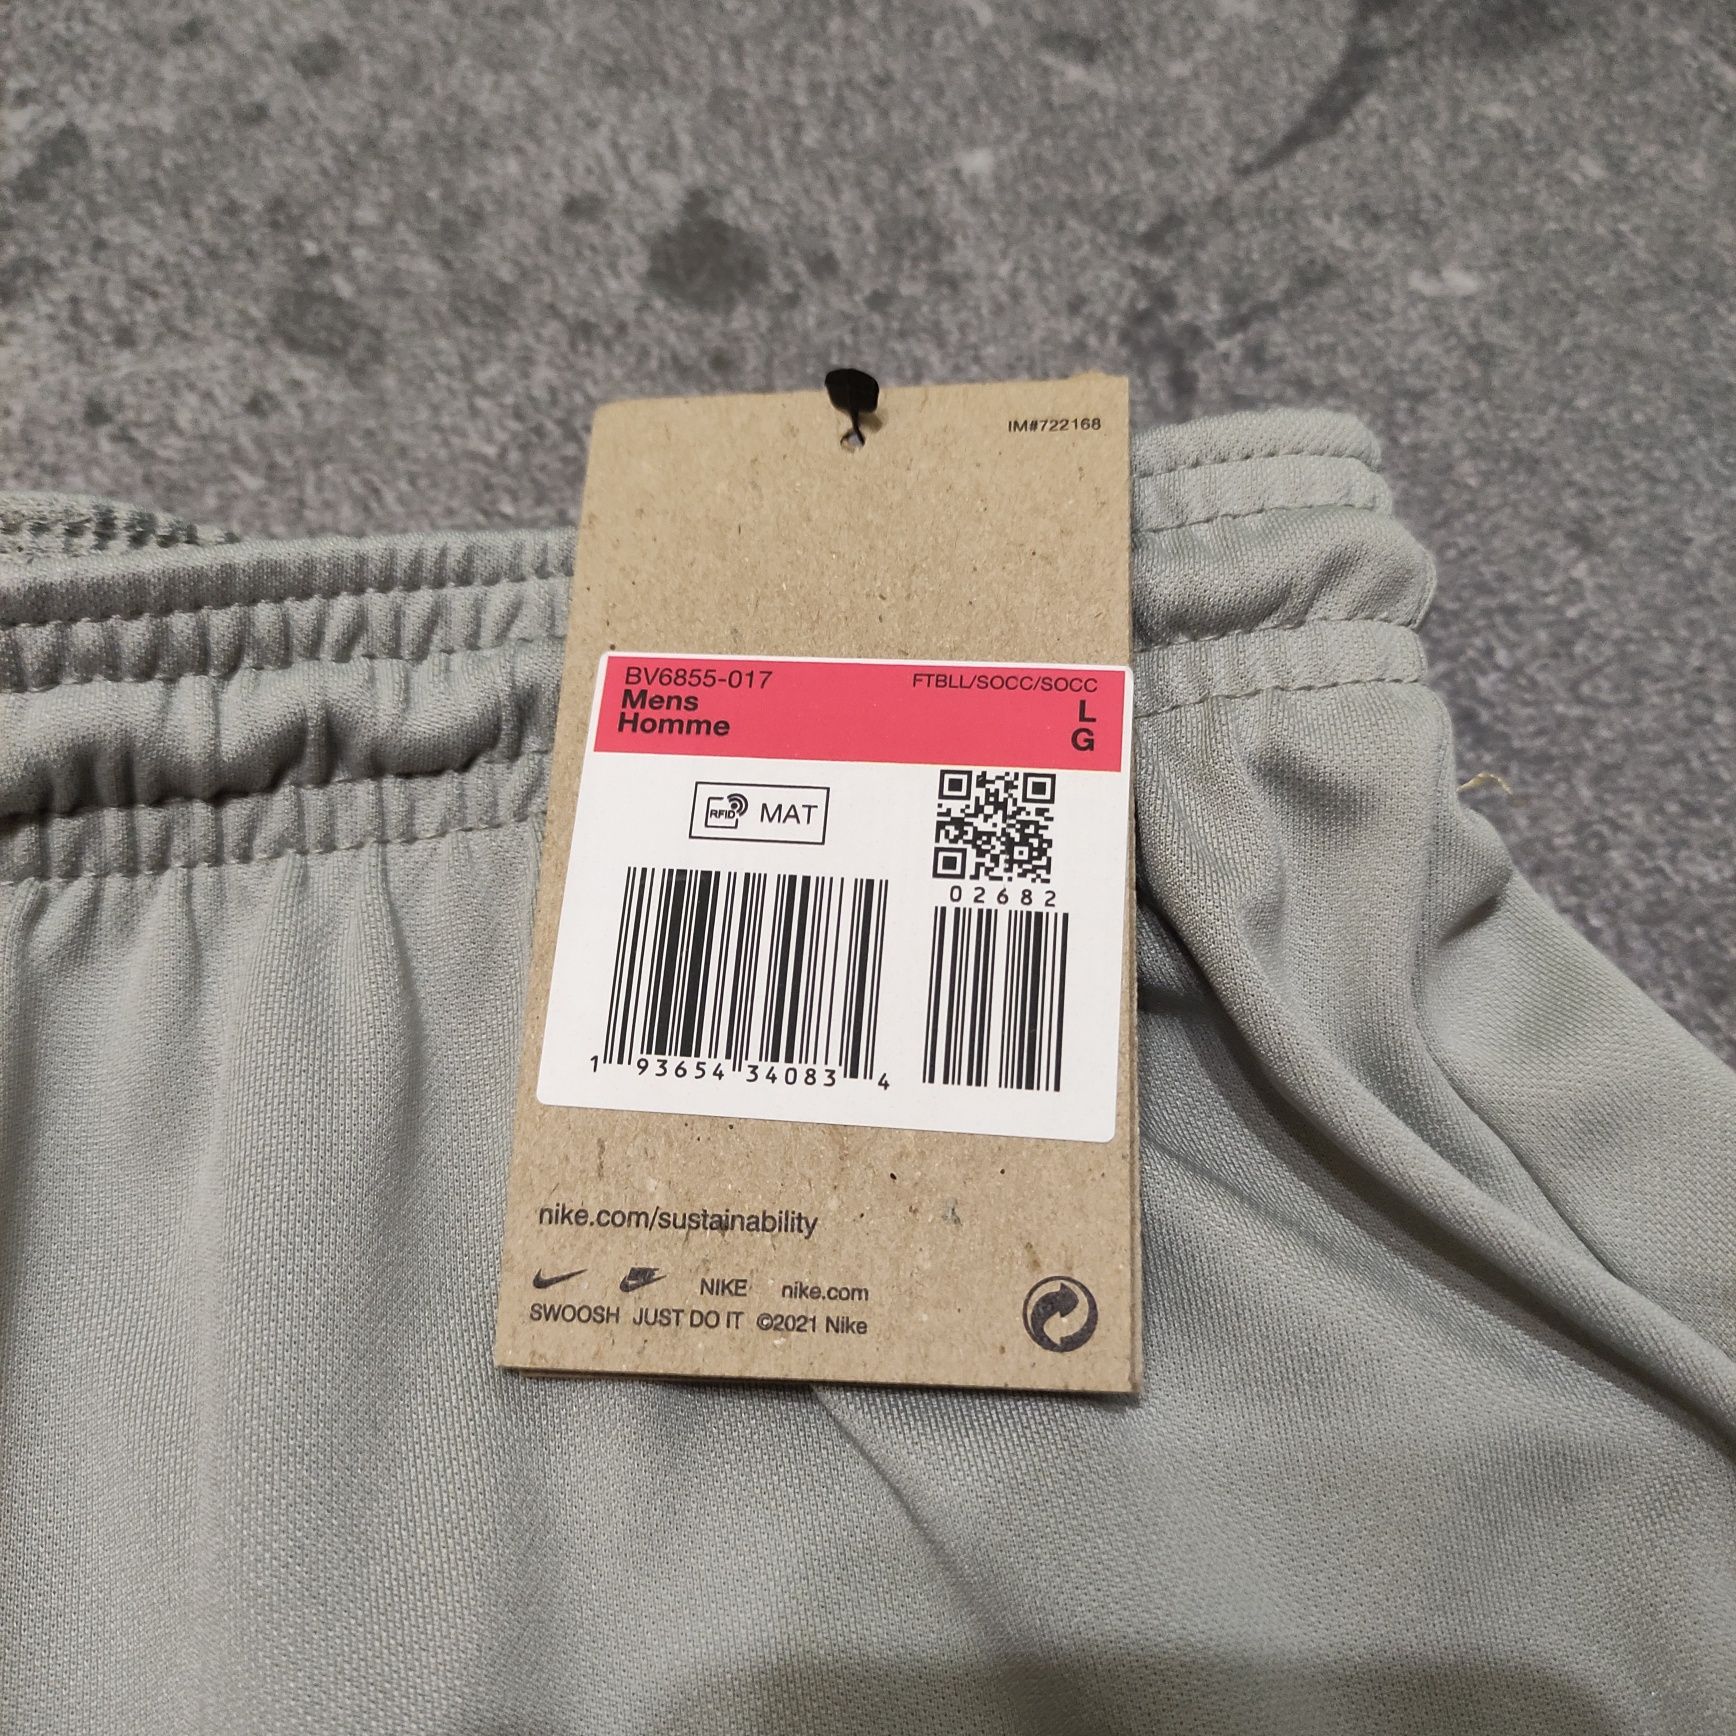 IM#722168
BV6855-017 FTBLL/SOCC/SOCC
Mens L
Homme G
RFID MAT
02682
1 93654 34083 4
nike.com/sustainability
NIKE nike.com
SWOOSH JUST DO IT ©2021 Nike